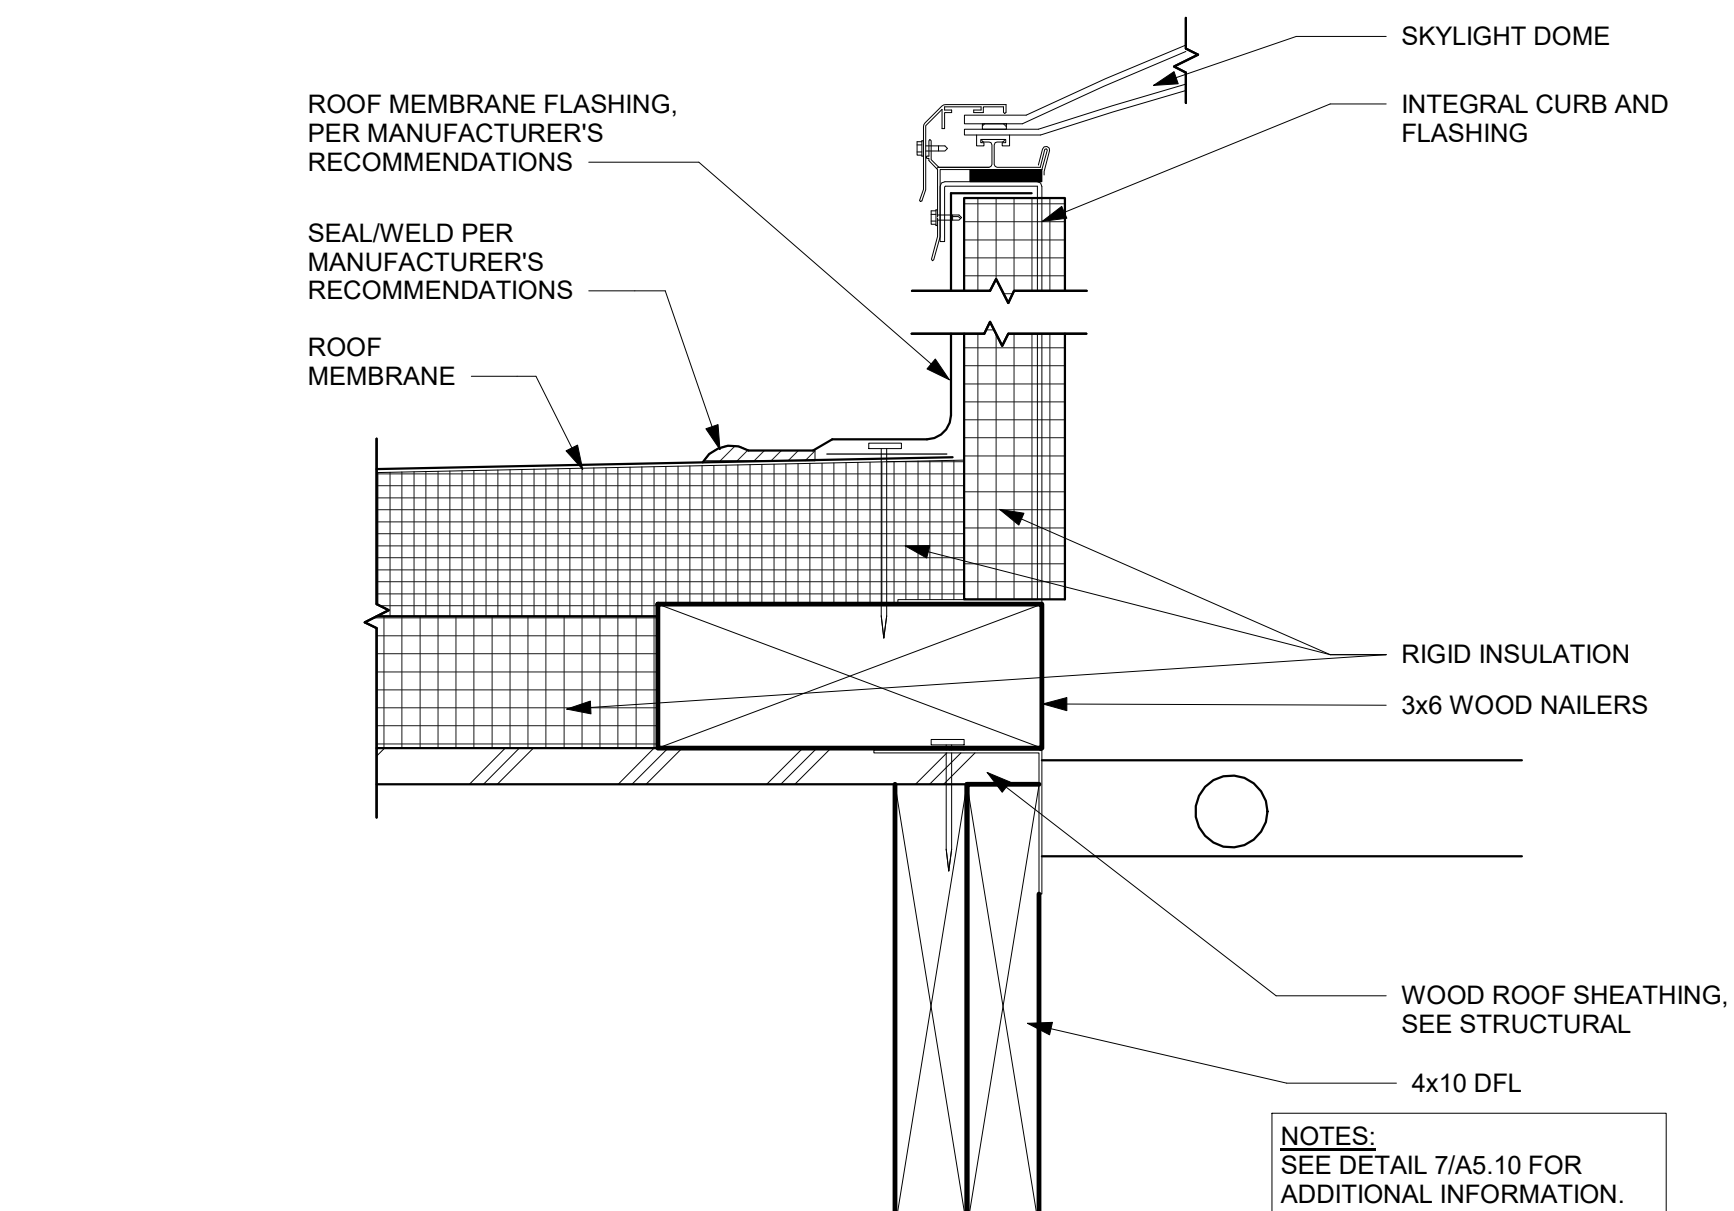 SKYLIGHT DOME
ROOF MEMBRANE FLASHING,
PER MANUFACTURER'S
RECOMMENDATIONS
INTEGRAL CURB AND
FLASHING
SEAL/WELD PER
MANUFACTURER'S
RECOMMENDATIONS
ROOF
MEMBRANE
RIGID INSULATION
3x6 WOOD NAILERS
WOOD ROOF SHEATHING,
SEE STRUCTURAL
4x10 DFL
NOTES:
SEE DETAIL 7/A5.10 FOR
ADDITIONAL INFORMATION.